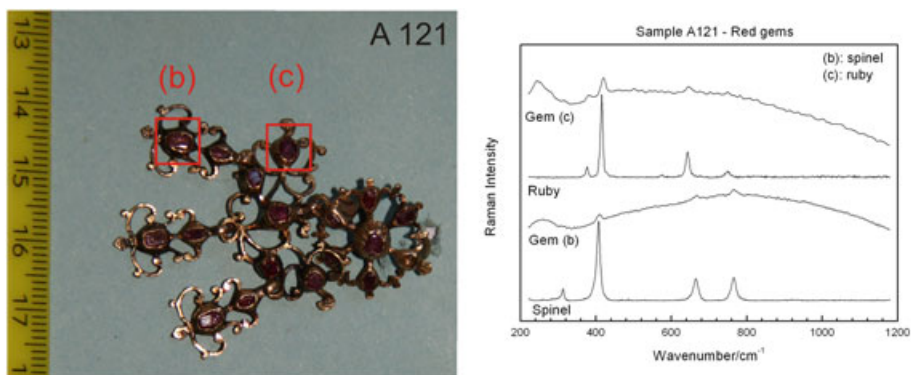 A 121
(b)
(c)
13
14
15
16
17
1
Sample A121 - Red gems
(b): spinel
(c): ruby
Gem (c)
Ruby
Gem (b)
Spinel
Raman Intensity
200 400 600 800 1000 1200
Wavenumber/cm⁻¹